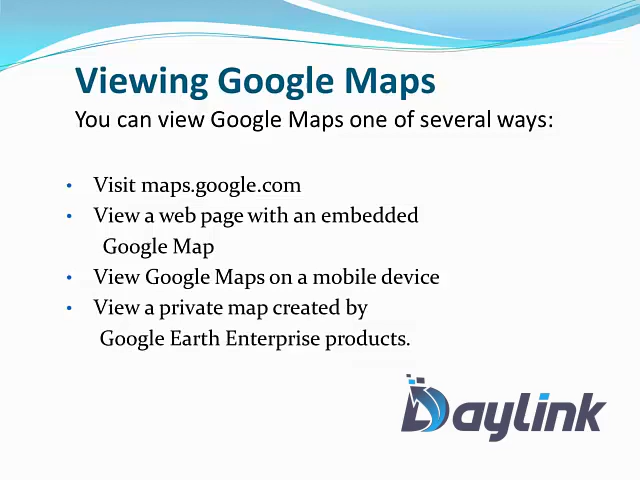 Viewing Google Maps
You can view Google Maps one of several ways:
• Visit maps.google.com
• View a web page with an embedded
Google Map
• View Google Maps on a mobile device
• View a private map created by
Google Earth Enterprise products.
Daylink